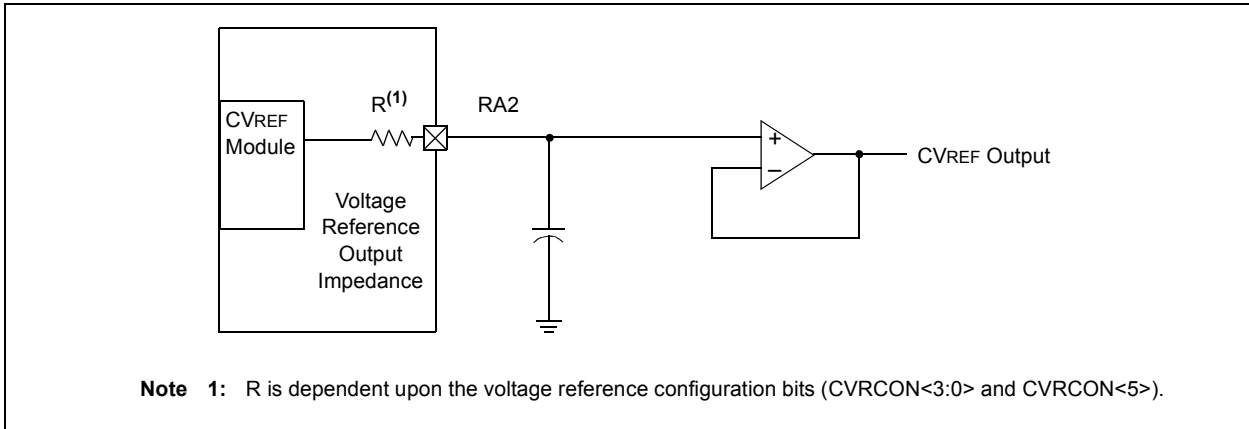 CVREF
Module
R(1)
RA2
Voltage
Reference
Output
Impedance
+
–
CVREF Output
Note 1: R is dependent upon the voltage reference configuration bits (CVRCON<3:0> and CVRCON<5>).